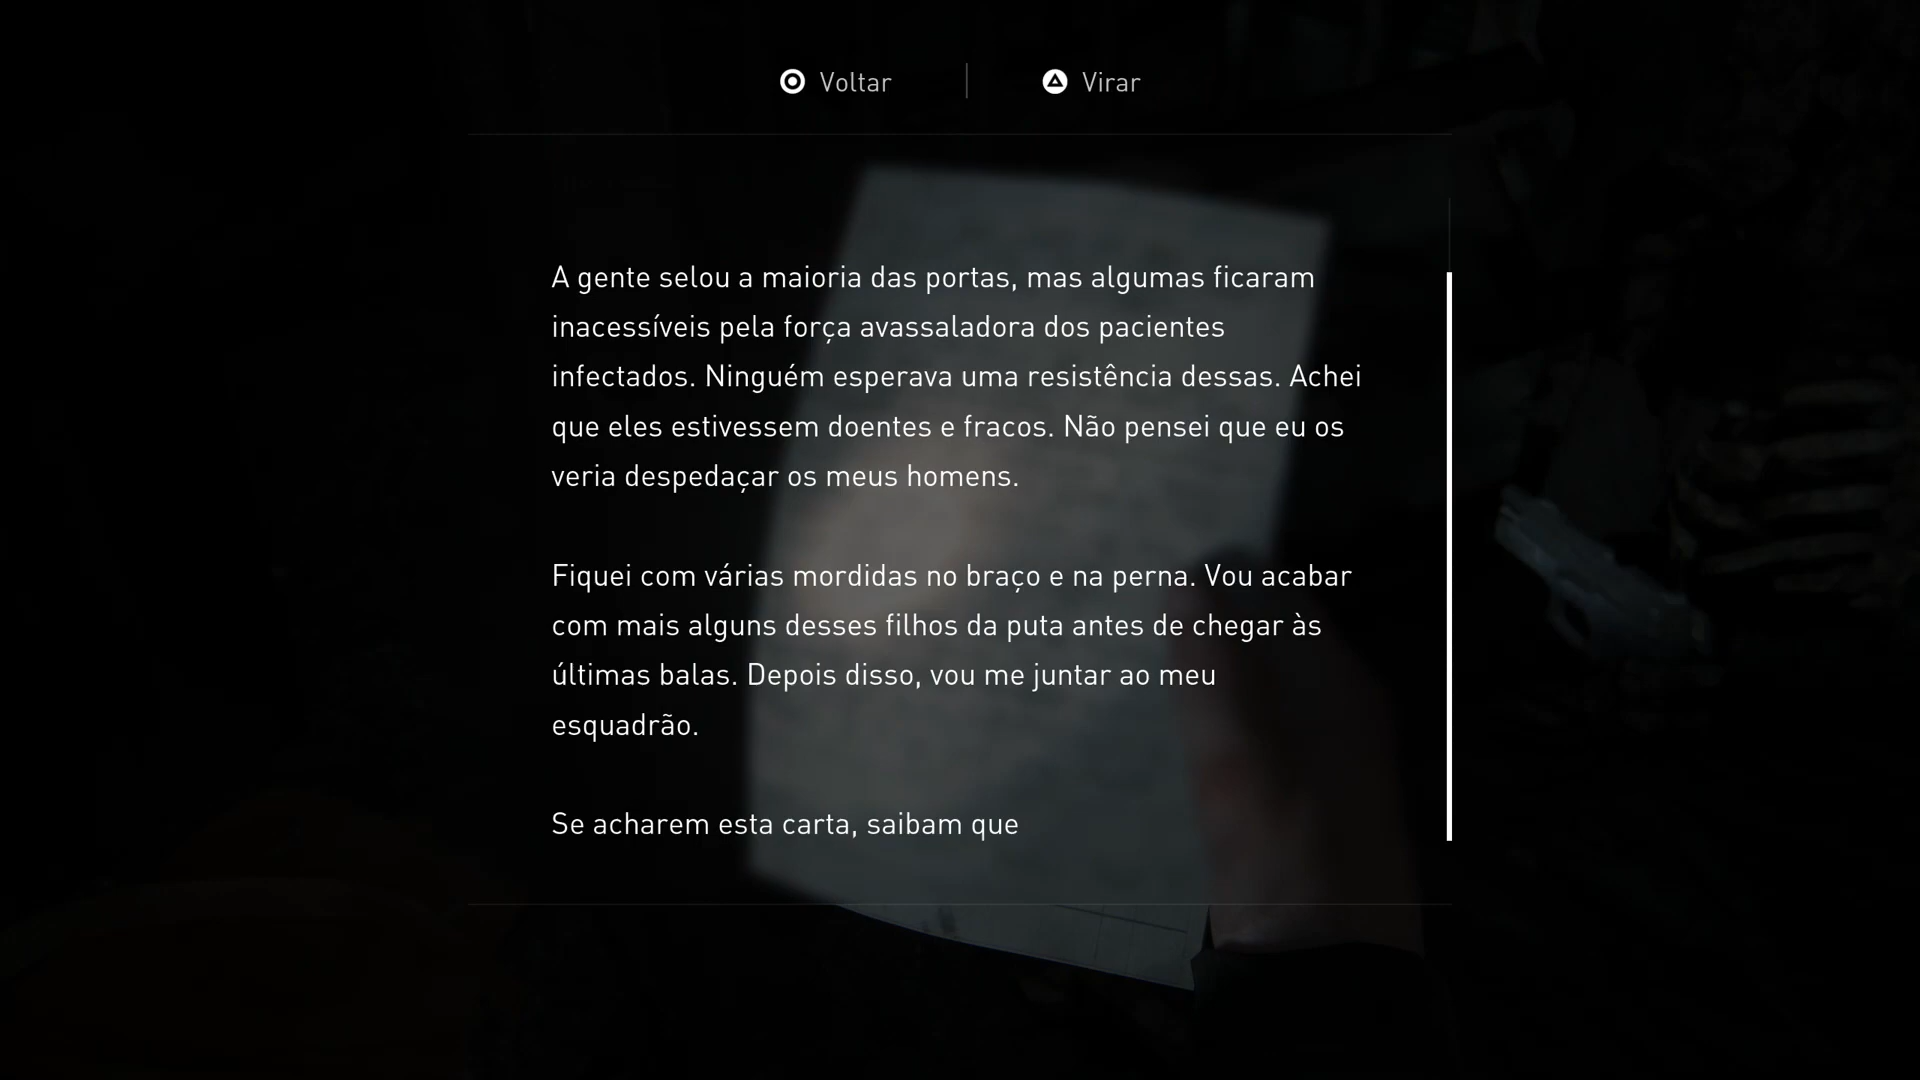 Voltar
Virar
A gente selou a maioria das portas, mas algumas ficaram
inacessíveis pela força avassaladora dos pacientes
infectados. Ninguém esperava uma resistência dessas. Achei
que eles estivessem doentes e fracos. Não pensei que eu os
veria despedaçar os meus homens.
Fiquei com várias mordidas no braço e na perna. Vou acabar
com mais alguns desses filhos da puta antes de chegar às
últimas balas. Depois disso, vou me juntar ao meu
esquadrão.
Se acharem esta carta, saibam que